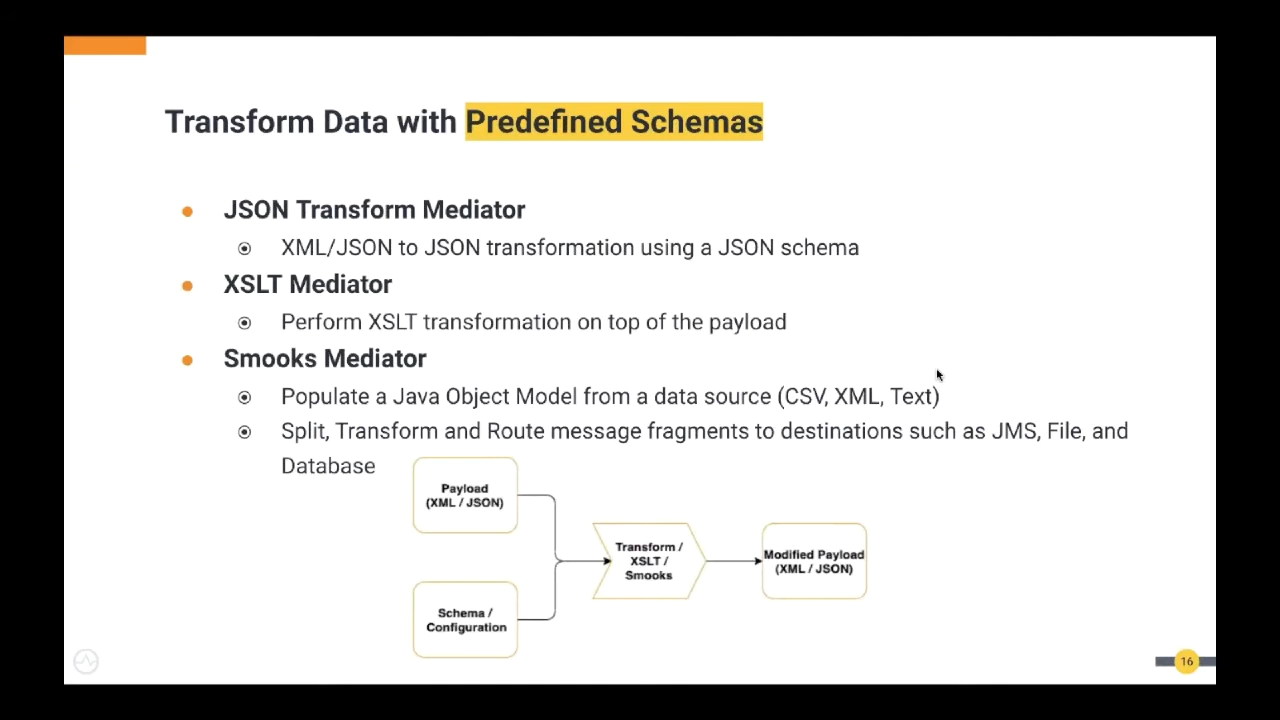 Transform Data with Predefined Schemas
JSON Transform Mediator
XML/JSON to JSON transformation using a JSON schema
XSLT Mediator
Perform XSLT transformation on top of the payload
Smooks Mediator
Populate a Java Object Model from a data source (CSV, XML, Text)
Split, Transform and Route message fragments to destinations such as JMS, File, and
Database
Payload
(XML / JSON)
Schema /
Configuration
Transform /
XSLT /
Smooks
Modified Payload
(XML / JSON)
16